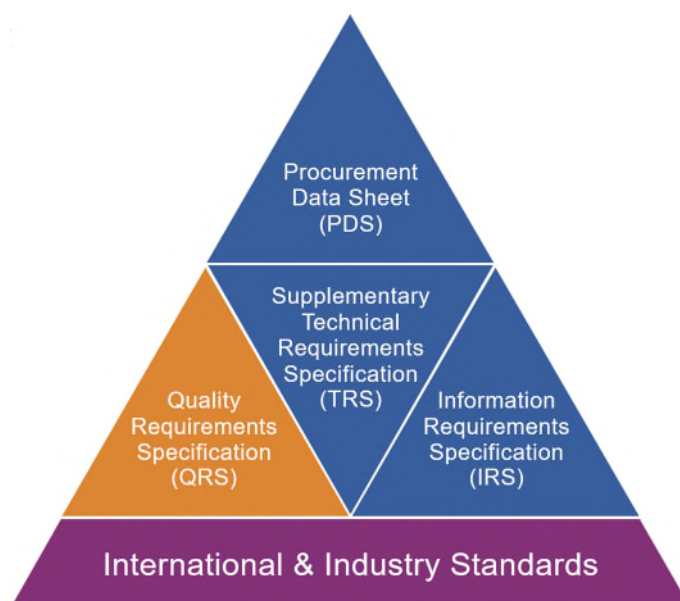 Procurement
Data Sheet
(PDS)
Supplementary
Technical
Requirements
Specification
(TRS)
Quality
Requirements
Specification
(QRS)
Information
Requirements
Specification
(IRS)
International & Industry Standards